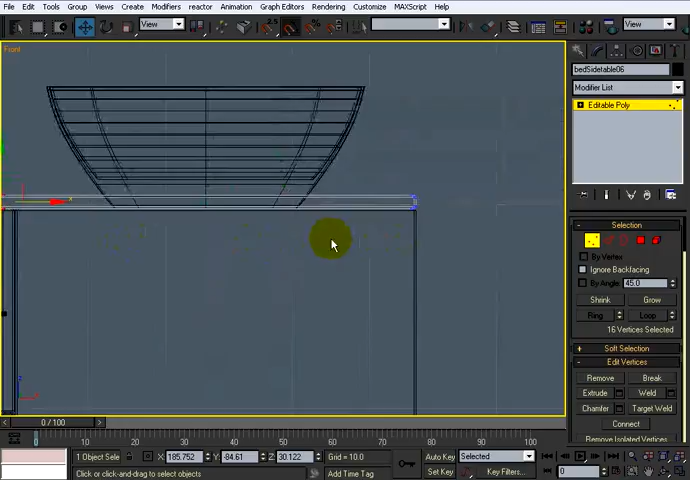 File Edit Tools Group Views Create Modifiers reactor Animation Graph Editors Rendering Customize MAXScript Help
View 2.5 View
Front
bedSidetable06
Modifier List
Editable Poly
Selection
By Vertex
Ignore Backfacing
By Angle: 45.0
Shrink Grow
Ring Loop
16 Vertices Selected
Soft Selection
Edit Vertices
Remove Break
Extrude Weld
Chamfer Target Weld
Connect
Remove Isolated Vertices
x
z
0 / 100
0 10 20 30 40 50 60 70 80 90 100
1 Object Sele X: 185.752 Y: -84.61 Z: 30.122 Grid = 10.0 Auto Key Selected
Click or click-and-drag to select objects Add Time Tag Set Key Key Filters... 0